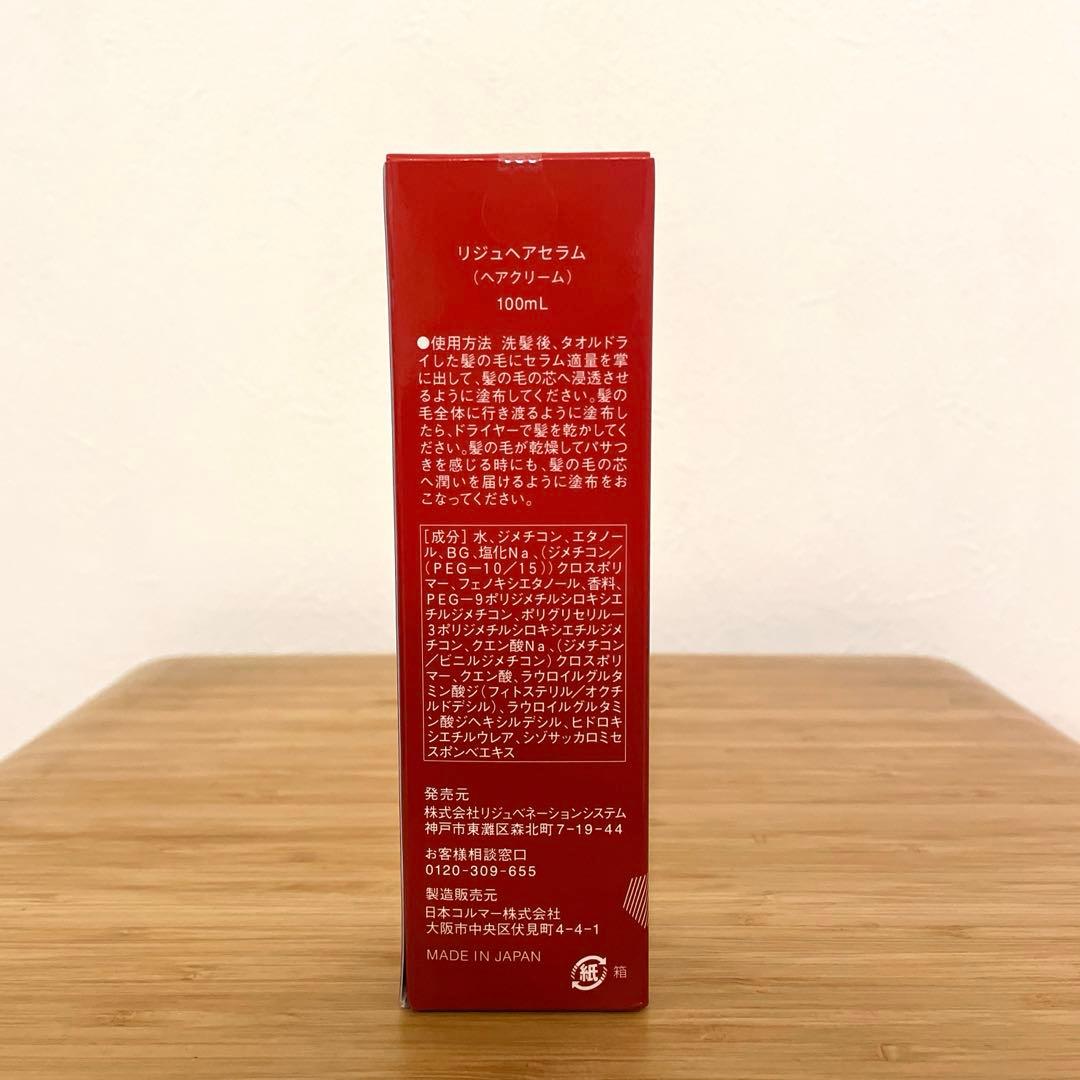 リジュヘアセラム
（ヘアクリーム）
100mL
●使用方法 洗髪後、タオルドラ
イした髪の毛にセラム適量を掌
に出して、髪の毛の芯へ浸透させ
るように塗布してください。髪の
毛全体に行き渡るように塗布し
たら、ドライヤーで髪を乾かしてく
ださい。髪の毛が乾燥してパサつ
きを感じる時にも、髪の毛の芯
へ潤いを届けるように塗布をお
こなってください。
［成分］水、ジメチコン、エタノー
ル、BG、塩化Na、（ジメチコン／
（PEG－10／15））クロスポリ
マー、フェノキシエタノール、香料、
PEG－9ポリジメチルシロキシエ
チルジメチコン、ポリグリセリル－
3ポリジメチルシロキシエチルジメ
チコン、クエン酸Na、（ジメチコン
／ビニルジメチコン）クロスポリ
マー、クエン酸、ラウロイルグルタ
ミン酸ジ（フィトステリル／オクチ
ルドデシル）、ラウロイルグルタミ
ン酸ジヘキシルデシル、ヒドロキ
シエチルウレア、シゾサッカロミセ
スポンベエキス
発売元
株式会社リジュベネーションシステム
神戸市東灘区森北町7-19-44
お客様相談窓口
0120-309-655
製造販売元
日本コルマー株式会社
大阪市中央区伏見町4-4-1
MADE IN JAPAN
紙 箱